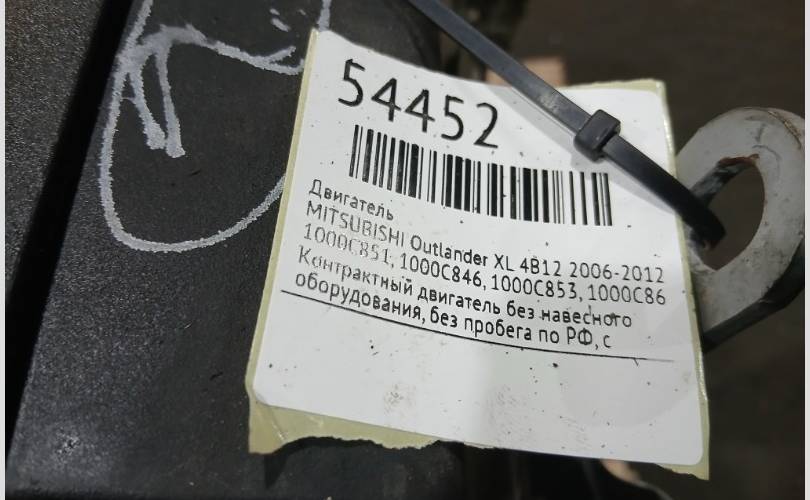 54452
Двигатель
MITSUBISHI Outlander XL 4B12 2006-2012
1000C851, 1000C846, 1000C853, 1000C86
Контрактный двигатель без навесного
оборудования, без пробега по РФ, с